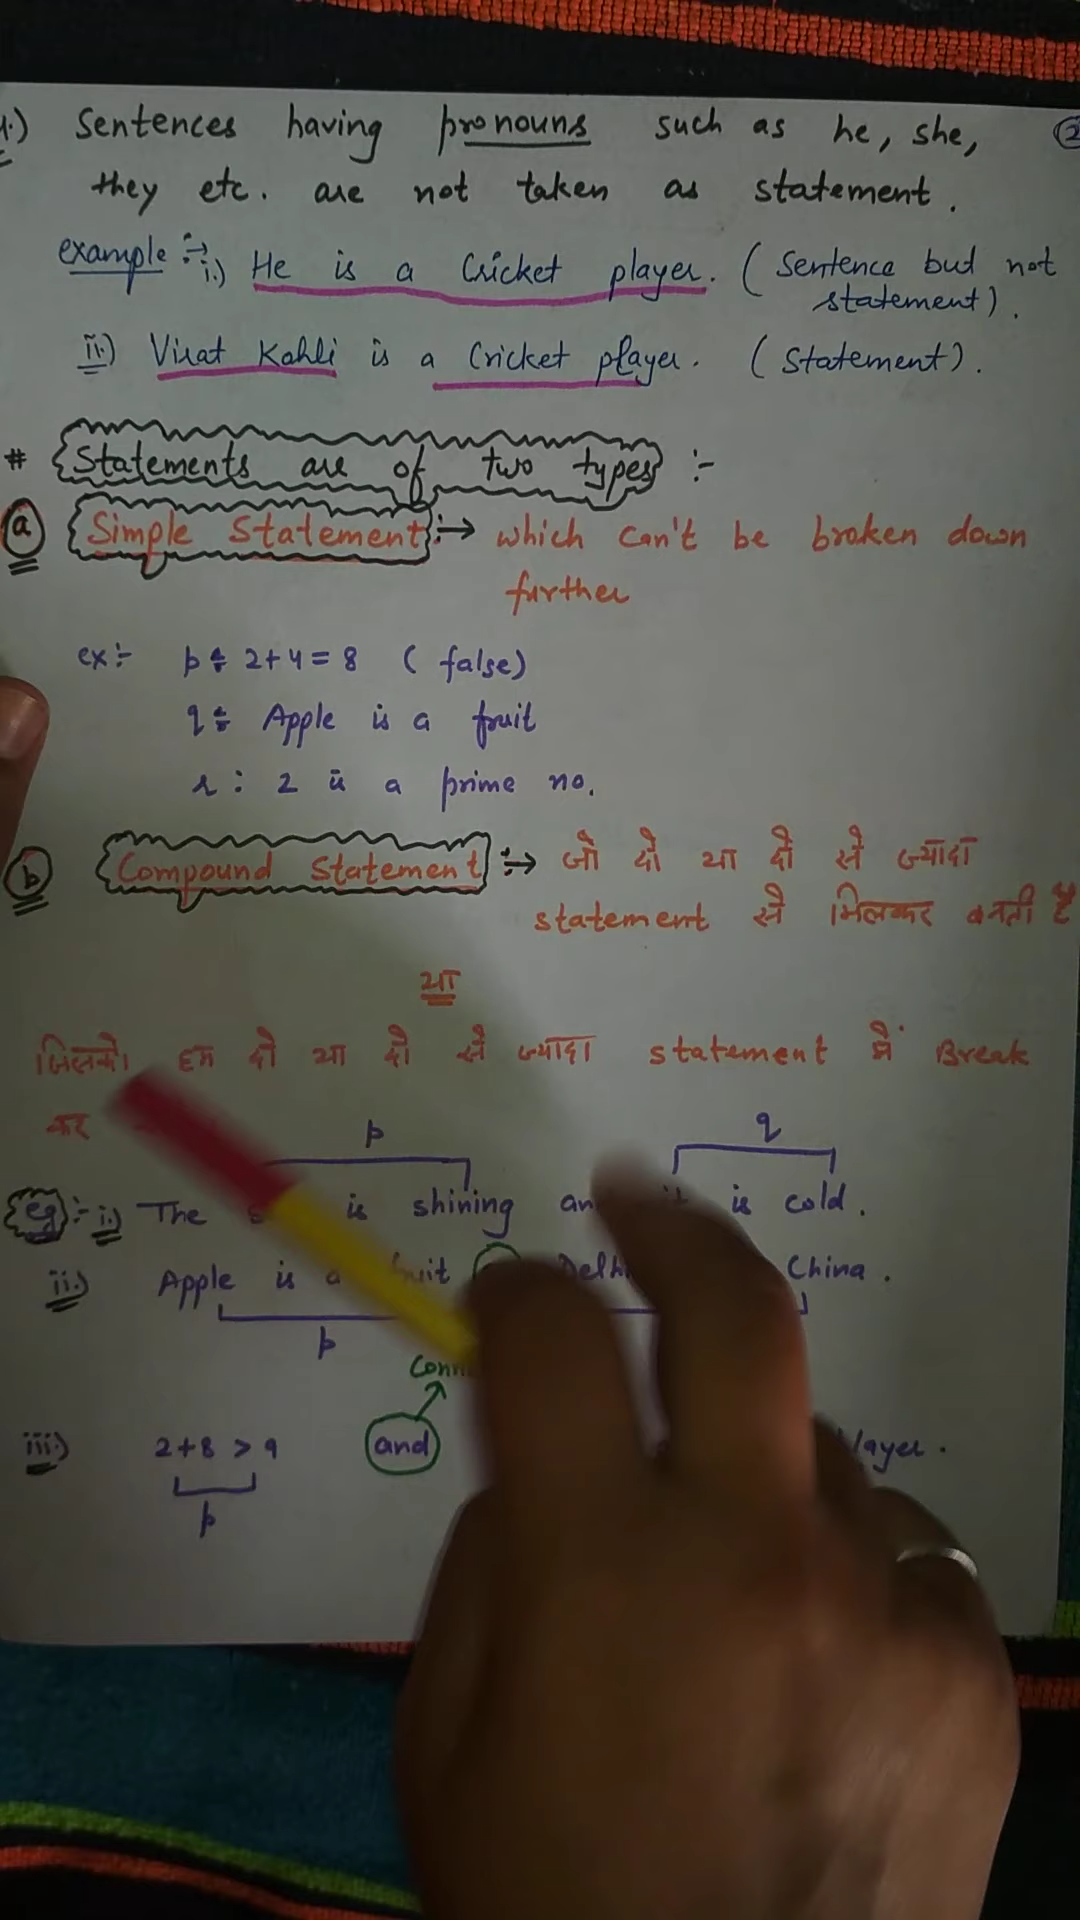 4.) Sentences having pronouns such as he, she, ②
they etc. are not taken as statement.
example :→ i.) He is a Cricket player. ( Sentence but not
statement).
ii.) Virat Kohli is a Cricket player. ( Statement).
# Statements are of two types :-
ⓐ Simple Statement :→ which can't be broken down
further
ex :- p : 2+4=8 ( false)
q : Apple is a fruit
r : 2 is a prime no.
ⓑ Compound Statement :→ जो दो या दो से ज्यादा
statement से मिलकर बनती है
या
जिसको हम दो या दो से ज्यादा statement में Break
कर
p q
eg :- i.) The is shining is cold.
ii.) Apple is a China.
p
iii.) 2+8 > 9 and
p